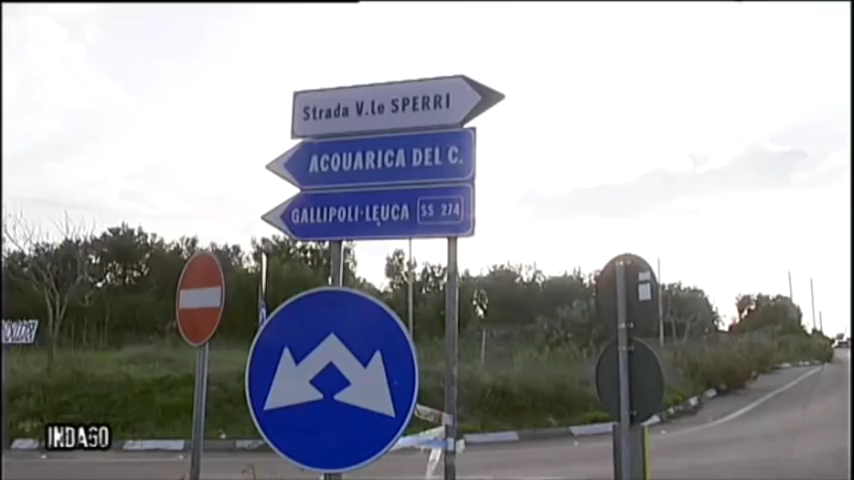 Strada V.le SPERRI
ACQUARICA DEL C.
GALLIPOLI-LEUCA SS 274
INDAGO